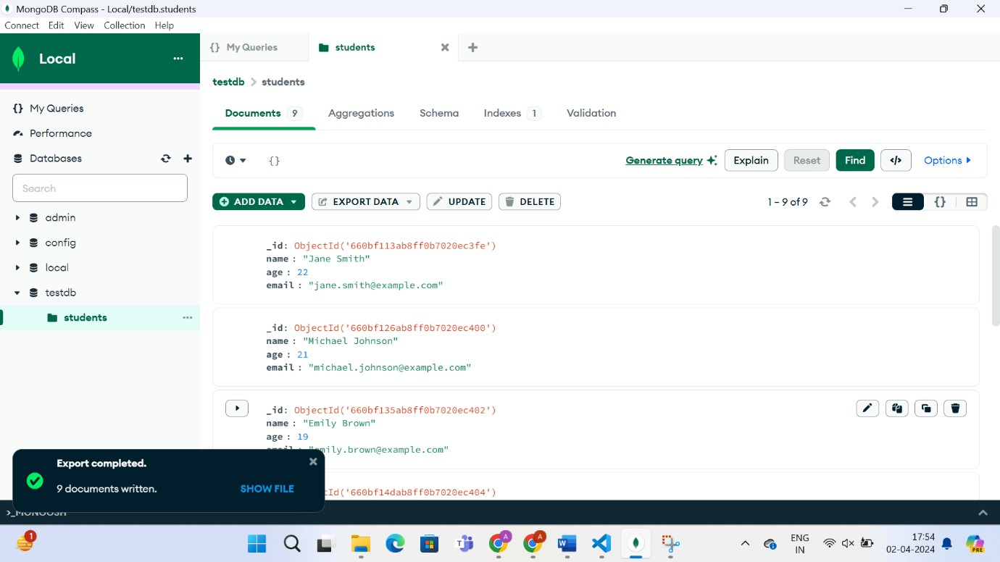 MongoDB Compass - Local/testdb.students
Connect Edit View Collection Help
Local
{} My Queries
students
testdb > students
My Queries
Performance
Databases
Search
admin
config
local
testdb
students
Documents 9 Aggregations Schema Indexes 1 Validation
{} Generate query Explain Reset Find </> Options
ADD DATA EXPORT DATA UPDATE DELETE 1 – 9 of 9 {}
_id: ObjectId('660bf113ab8ff0b7020ec3fe')
name : "Jane Smith"
age : 22
email : "jane.smith@example.com"
_id: ObjectId('660bf126ab8ff0b7020ec400')
name : "Michael Johnson"
age : 21
email : "michael.johnson@example.com"
_id: ObjectId('660bf135ab8ff0b7020ec402')
name : "Emily Brown"
age : 19
email : "emily.brown@example.com"
ctId('660bf14dab8ff0b7020ec404')
Export completed.
9 documents written. SHOW FILE
>_MONGOSH
1
A
A
ENG
IN
17:54
02-04-2024
PRE